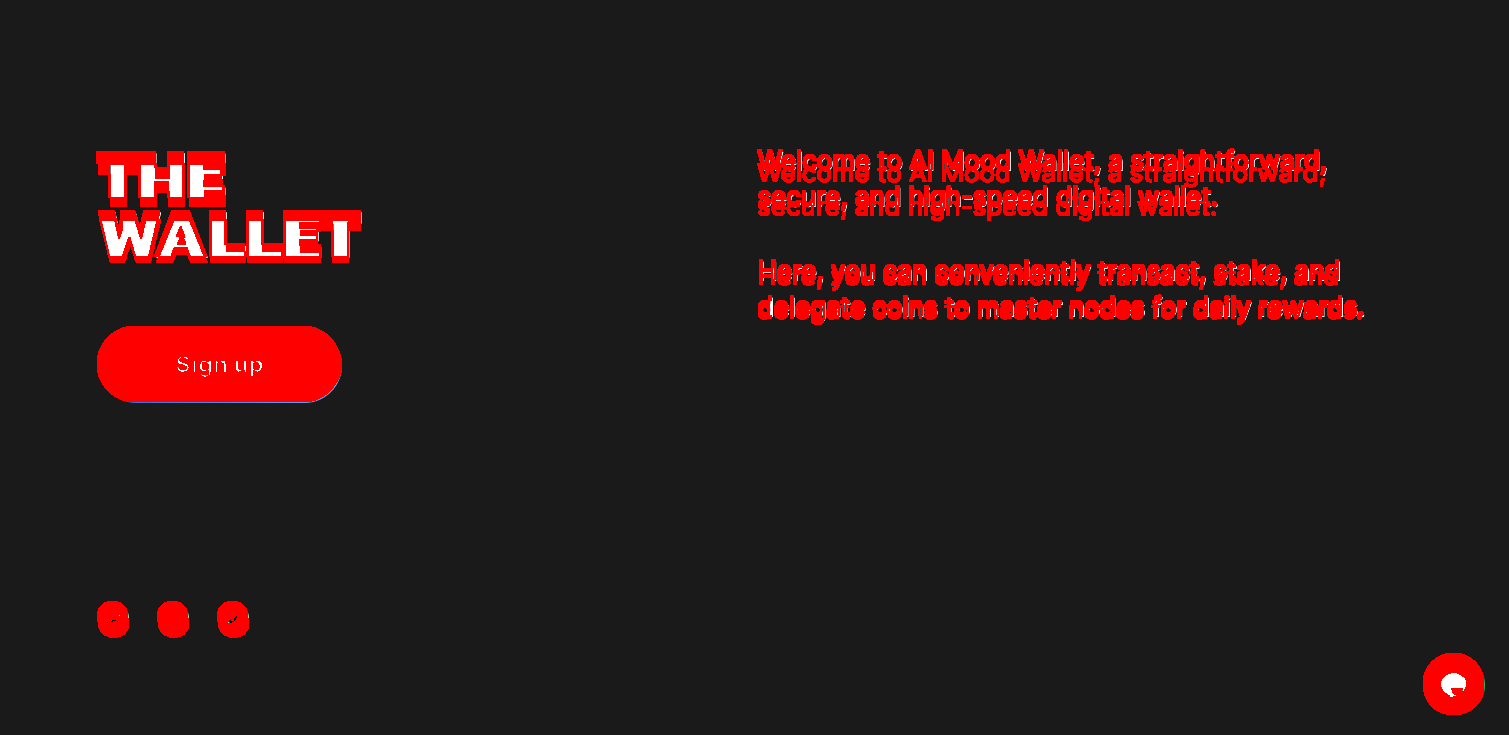 THE
WALLET
Sign up
Welcome to AI Mood Wallet, a straightforward,
secure, and high-speed digital wallet.
Here, you can conveniently transact, stake, and
delegate coins to master nodes for daily rewards.